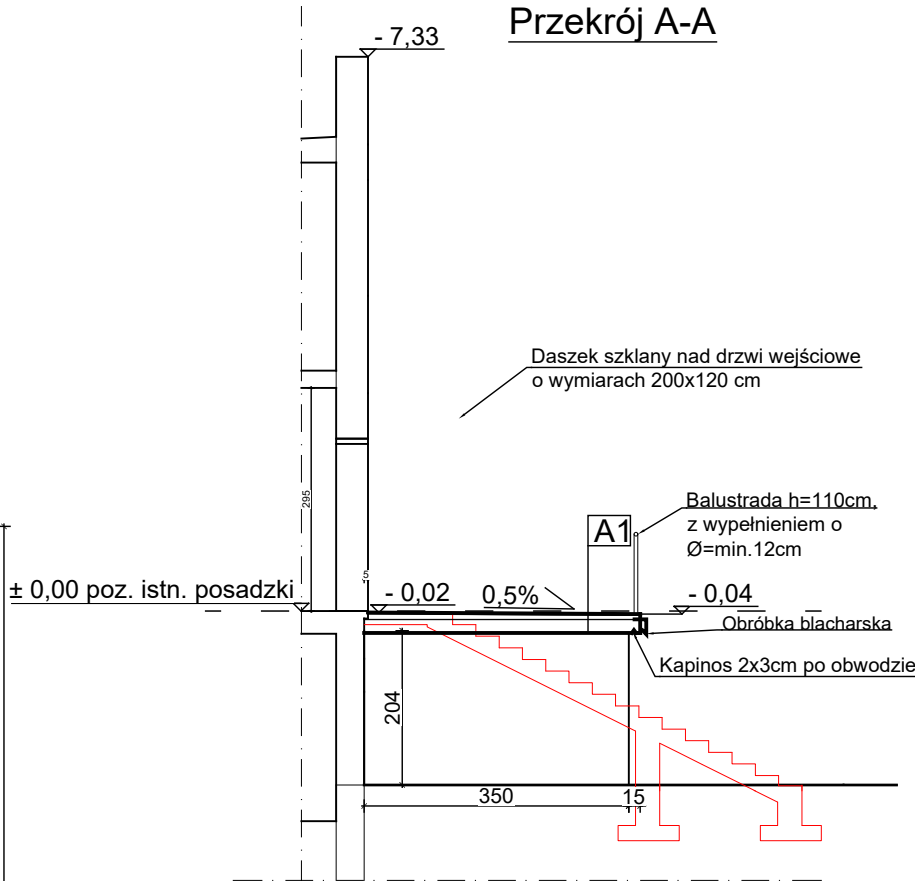 Przekrój A-A
- 7,33
Daszek szklany nad drzwi wejściowe
o wymiarach 200x120 cm
295
Balustrada h=110cm,
z wypełnieniem o
Ø=min.12cm
A1
5
± 0,00 poz. istn. posadzki
- 0,02
0,5%
- 0,04
Obróbka blacharska
Kapinos 2x3cm po obwodzie
204
350
15